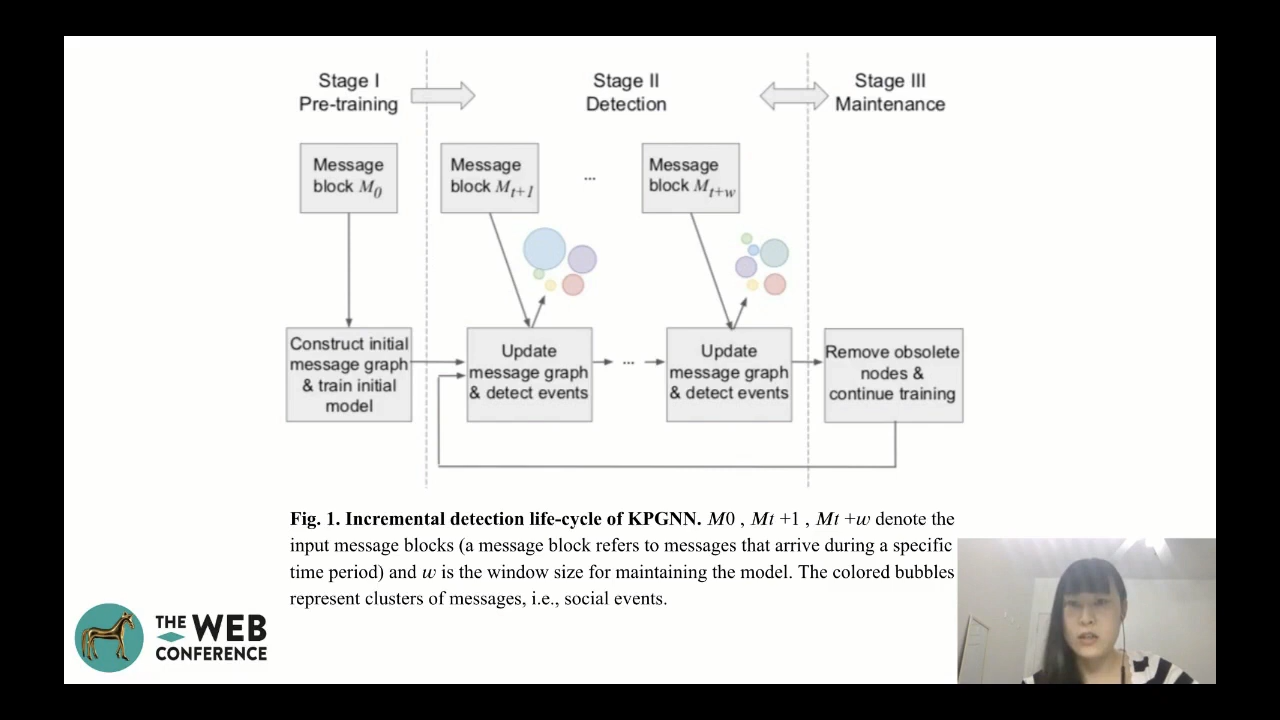 Stage I
Pre-training
Stage II
Detection
Stage III
Maintenance
Message
block M0
Message
block Mt+1
...
Message
block Mt+w
Construct initial
message graph
& train initial
model
Update
message graph
& detect events
...
Update
message graph
& detect events
Remove obsolete
nodes &
continue training
Fig. 1. Incremental detection life-cycle of KPGNN. M0 , Mt +1 , Mt +w denote the
input message blocks (a message block refers to messages that arrive during a specific
time period) and w is the window size for maintaining the model. The colored bubbles
represent clusters of messages, i.e., social events.
THE WEB
CONFERENCE